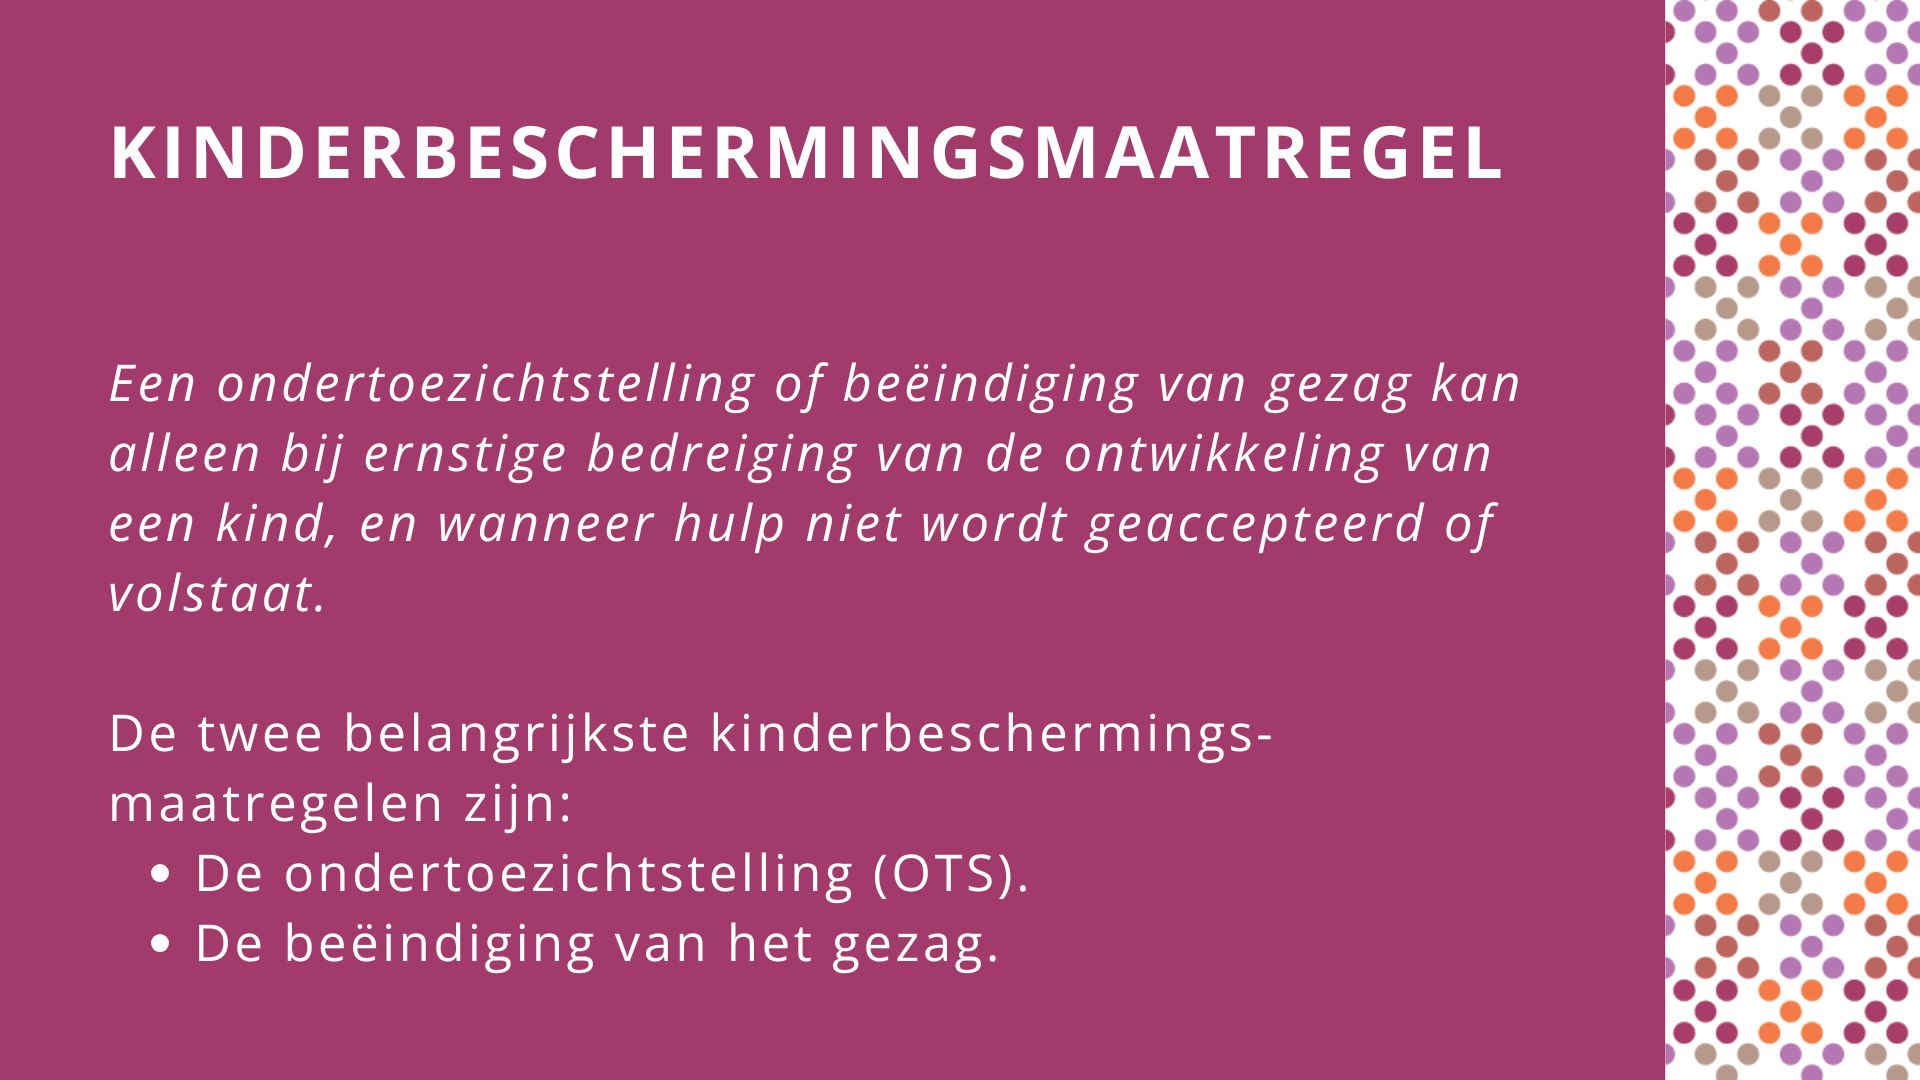 KINDERBESCHERMINGSMAATREGEL
Een ondertoezichtstelling of beëindiging van gezag kan
alleen bij ernstige bedreiging van de ontwikkeling van
een kind, en wanneer hulp niet wordt geaccepteerd of
volstaat.
De twee belangrijkste kinderbeschermings-
maatregelen zijn:
• De ondertoezichtstelling (OTS).
• De beëindiging van het gezag.